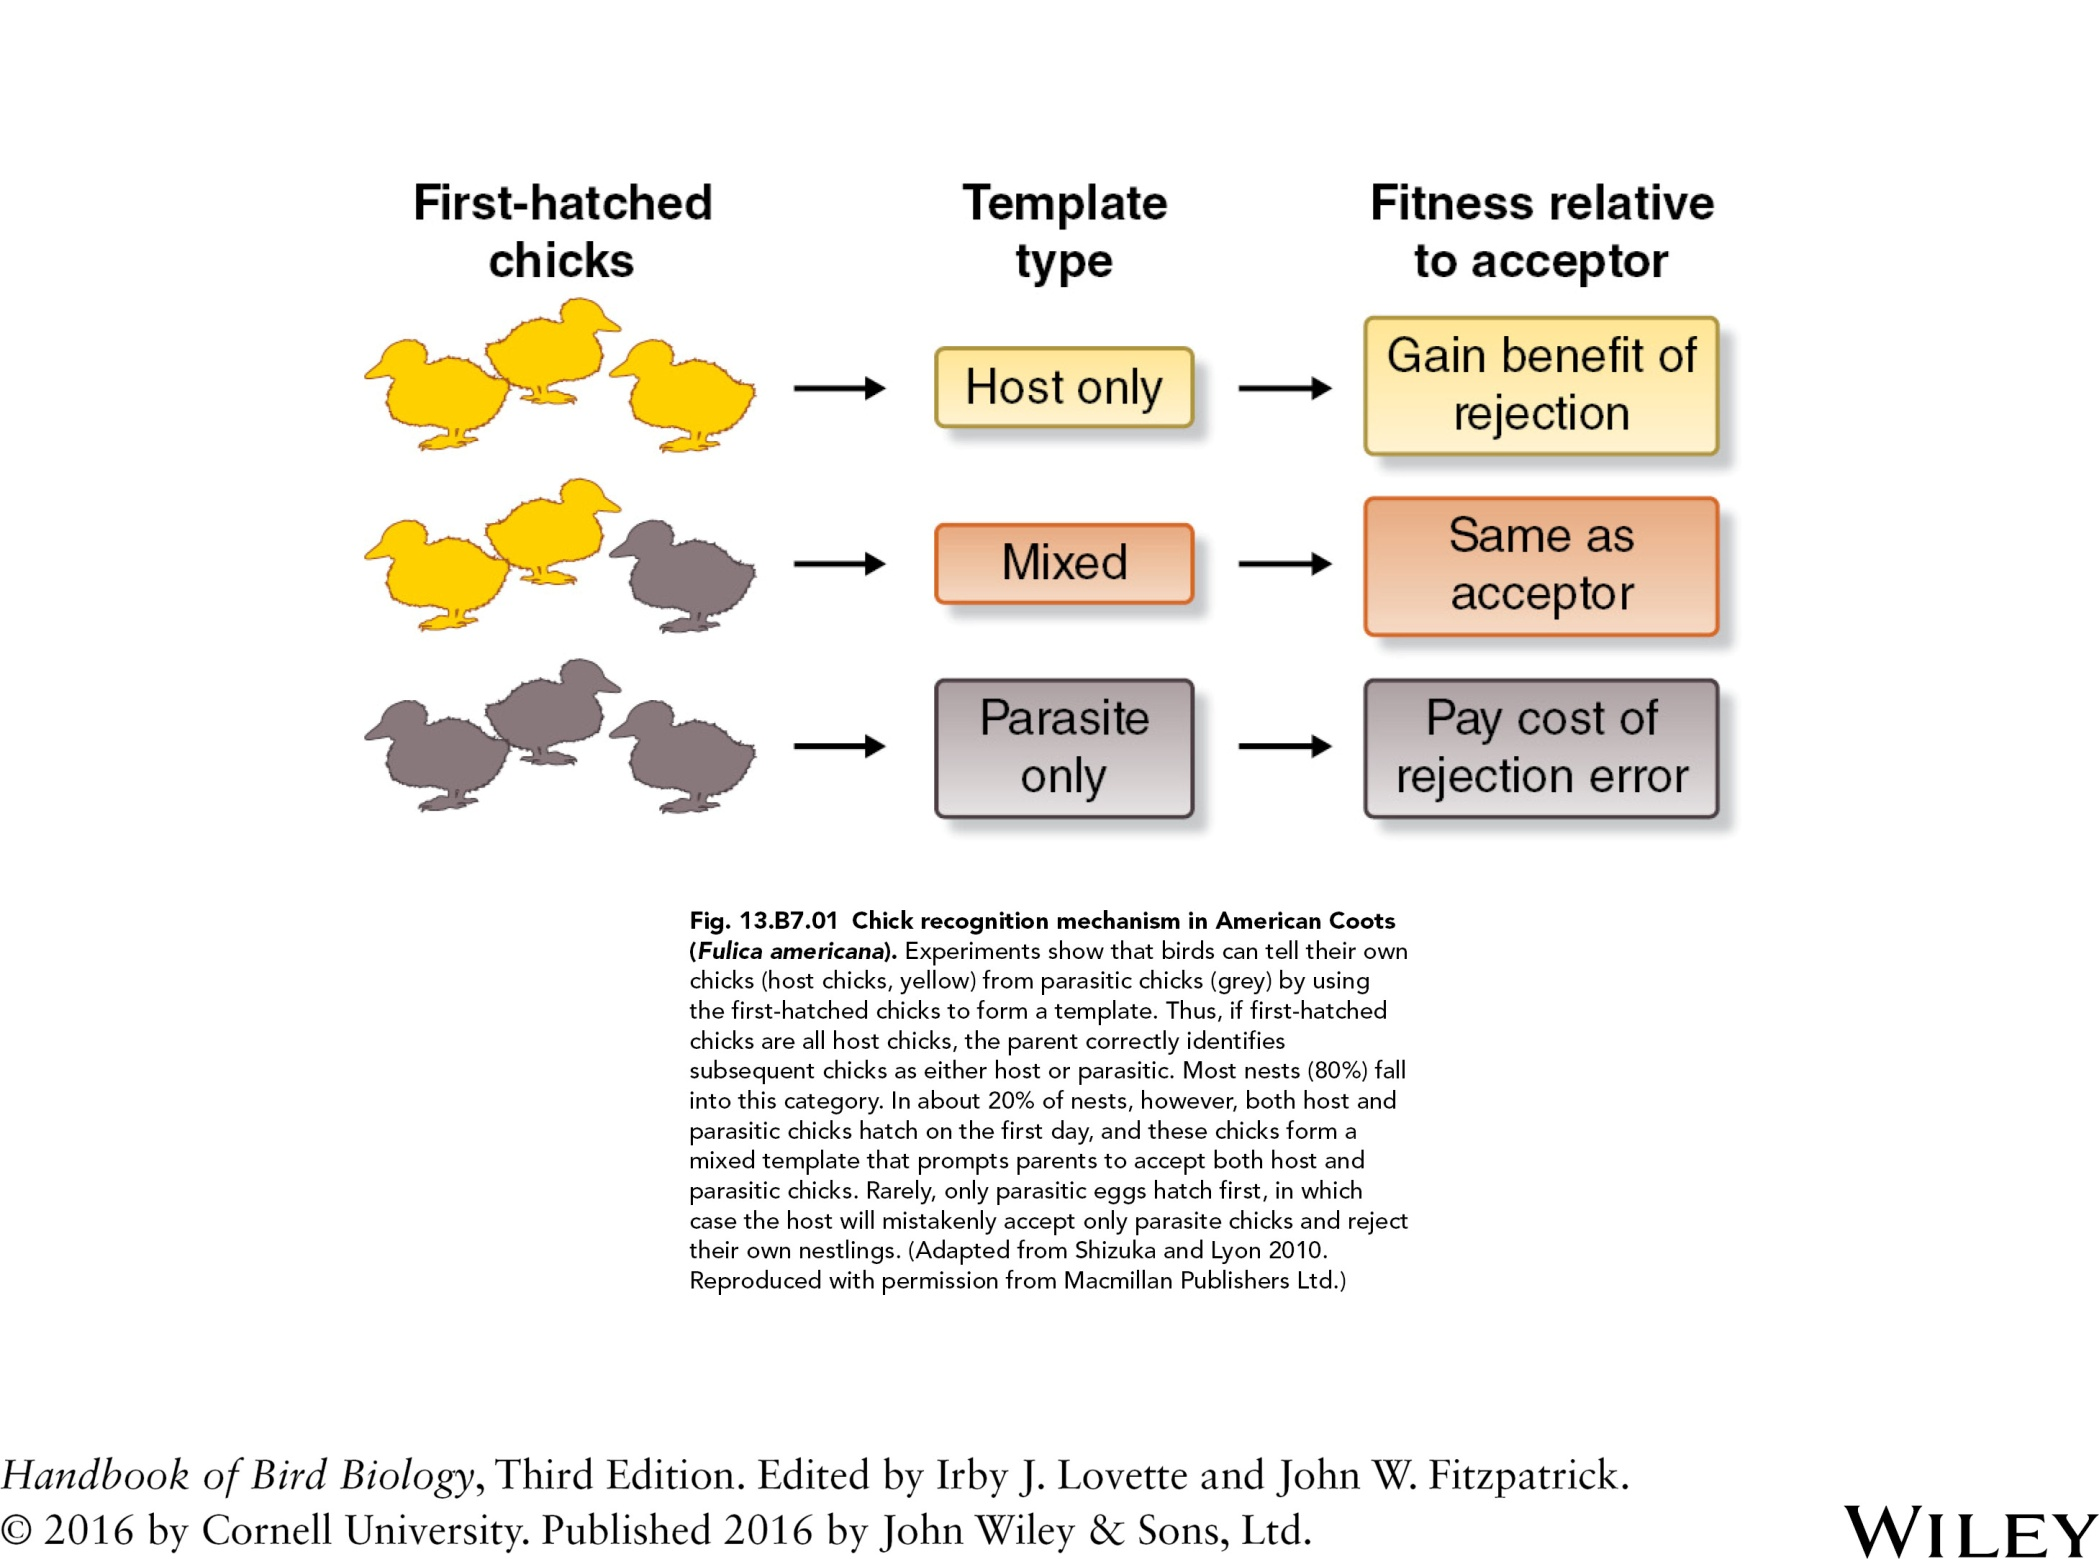 First-hatched chicks
Template type
Fitness relative to acceptor
Host only
Gain benefit of rejection
Mixed
Same as acceptor
Parasite only
Pay cost of rejection error
Fig. 13.B7.01 Chick recognition mechanism in American Coots
(Fulica americana). Experiments show that birds can tell their own
chicks (host chicks, yellow) from parasitic chicks (grey) by using
the first-hatched chicks to form a template. Thus, if first-hatched
chicks are all host chicks, the parent correctly identifies
subsequent chicks as either host or parasitic. Most nests (80%) fall
into this category. In about 20% of nests, however, both host and
parasitic chicks hatch on the first day, and these chicks form a
mixed template that prompts parents to accept both host and
parasitic chicks. Rarely, only parasitic eggs hatch first, in which
case the host will mistakenly accept only parasite chicks and reject
their own nestlings. (Adapted from Shizuka and Lyon 2010.
Reproduced with permission from Macmillan Publishers Ltd.)
Handbook of Bird Biology, Third Edition. Edited by Irby J. Lovette and John W. Fitzpatrick.
© 2016 by Cornell University. Published 2016 by John Wiley & Sons, Ltd.
WILEY